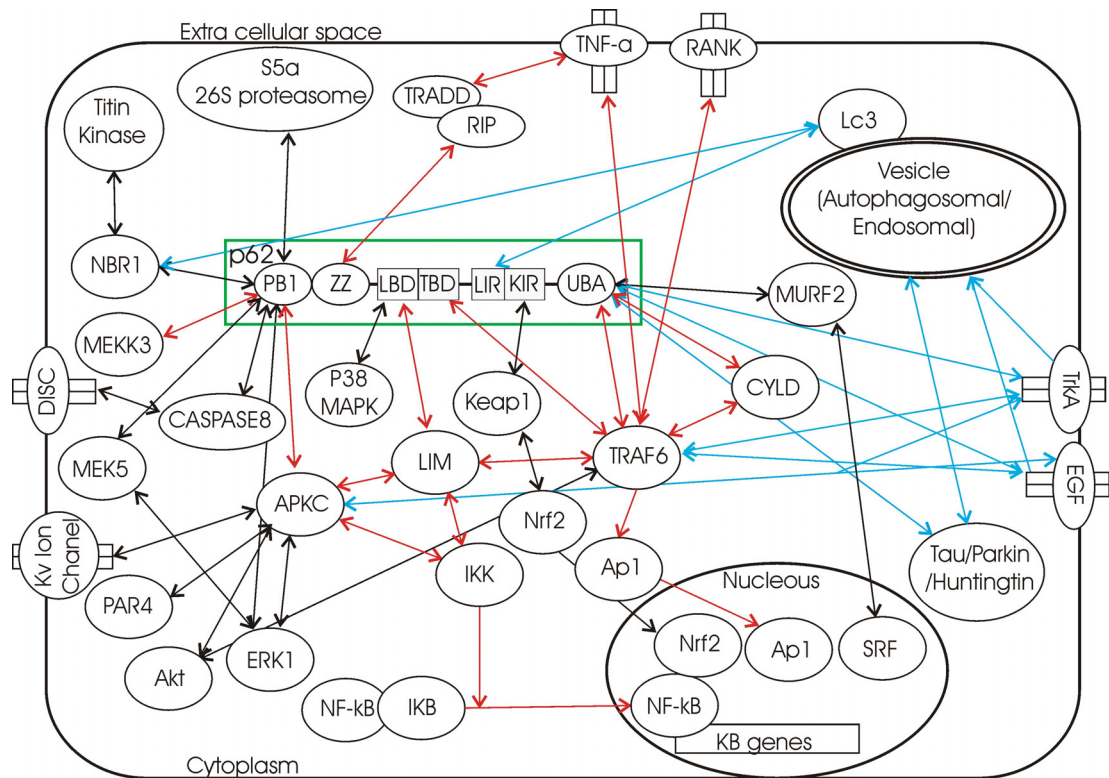 Extra cellular space
TNF-a
RANK
S5a
26S proteasome
Titin
Kinase
TRADD
RIP
Lc3
Vesicle
(Autophagosomal/
Endosomal)
p62
NBR1
PB1
ZZ
LBD
TBD
LIR
KIR
UBA
MURF2
MEKK3
DISC
CASPASE8
P38
MAPK
Keap1
CYLD
TrkA
MEK5
LIM
TRAF6
EGF
APKC
Nrf2
Kv Ion
Chanel
IKK
Ap1
Tau/Parkin
/Huntingtin
PAR4
Nucleous
Akt
ERK1
Nrf2
Ap1
SRF
NF-kB
IKB
NF-kB
KB genes
Cytoplasm